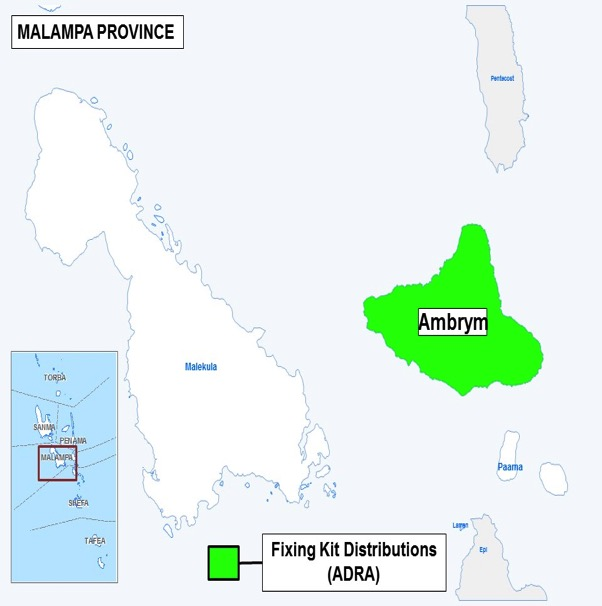 MALAMPA PROVINCE
Pentecost
Ambrym
Malekula
TORBA
SANMA
PENAMA
MALAMPA
SHEFA
TAFEA
Paama
Lamen
Epi
Fixing Kit Distributions
(ADRA)